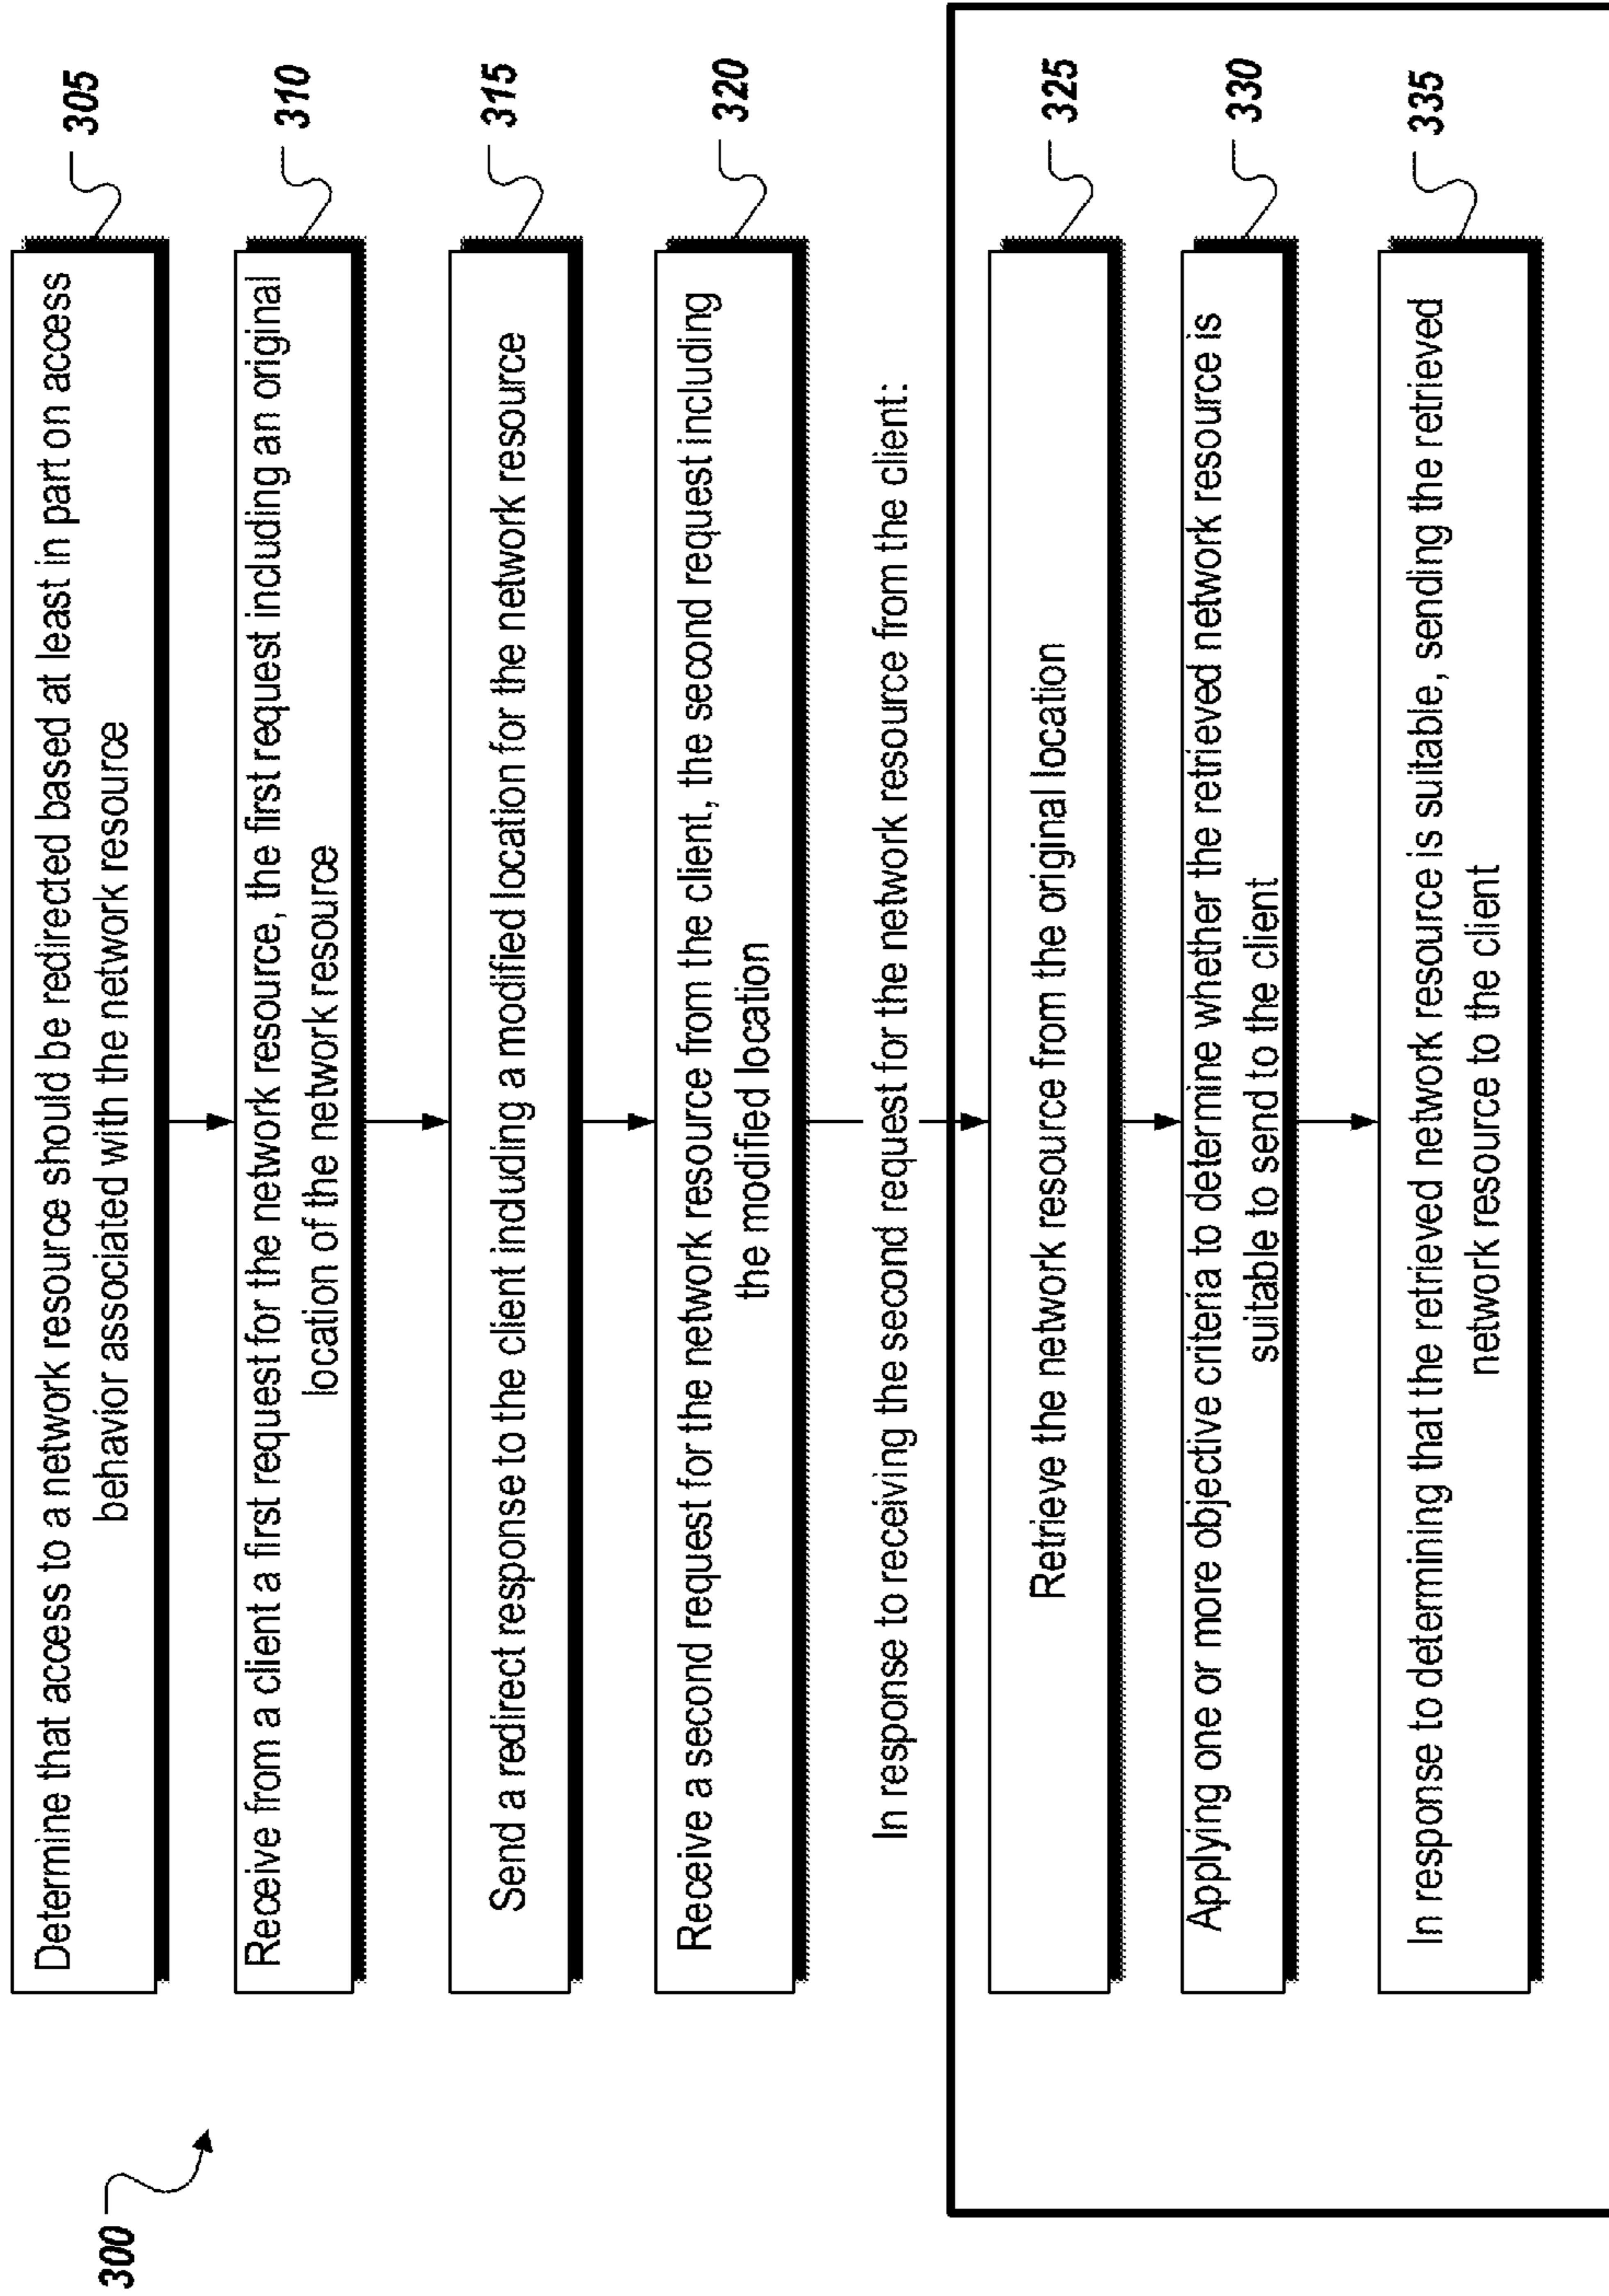 300
Determine that access to a network resource should be redirected based at least in part on access
behavior associated with the network resource
305
Receive from a client a first request for the network resource, the first request including an original
location of the network resource
310
Send a redirect response to the client including a modified location for the network resource
315
Receive a second request for the network resource from the client, the second request including
the modified location
320
In response to receiving the second request for the network resource from the client:
Retrieve the network resource from the original location
325
Applying one or more objective criteria to determine whether the retrieved network resource is
suitable to send to the client
330
In response to determining that the retrieved network resource is suitable, sending the retrieved
network resource to the client
335